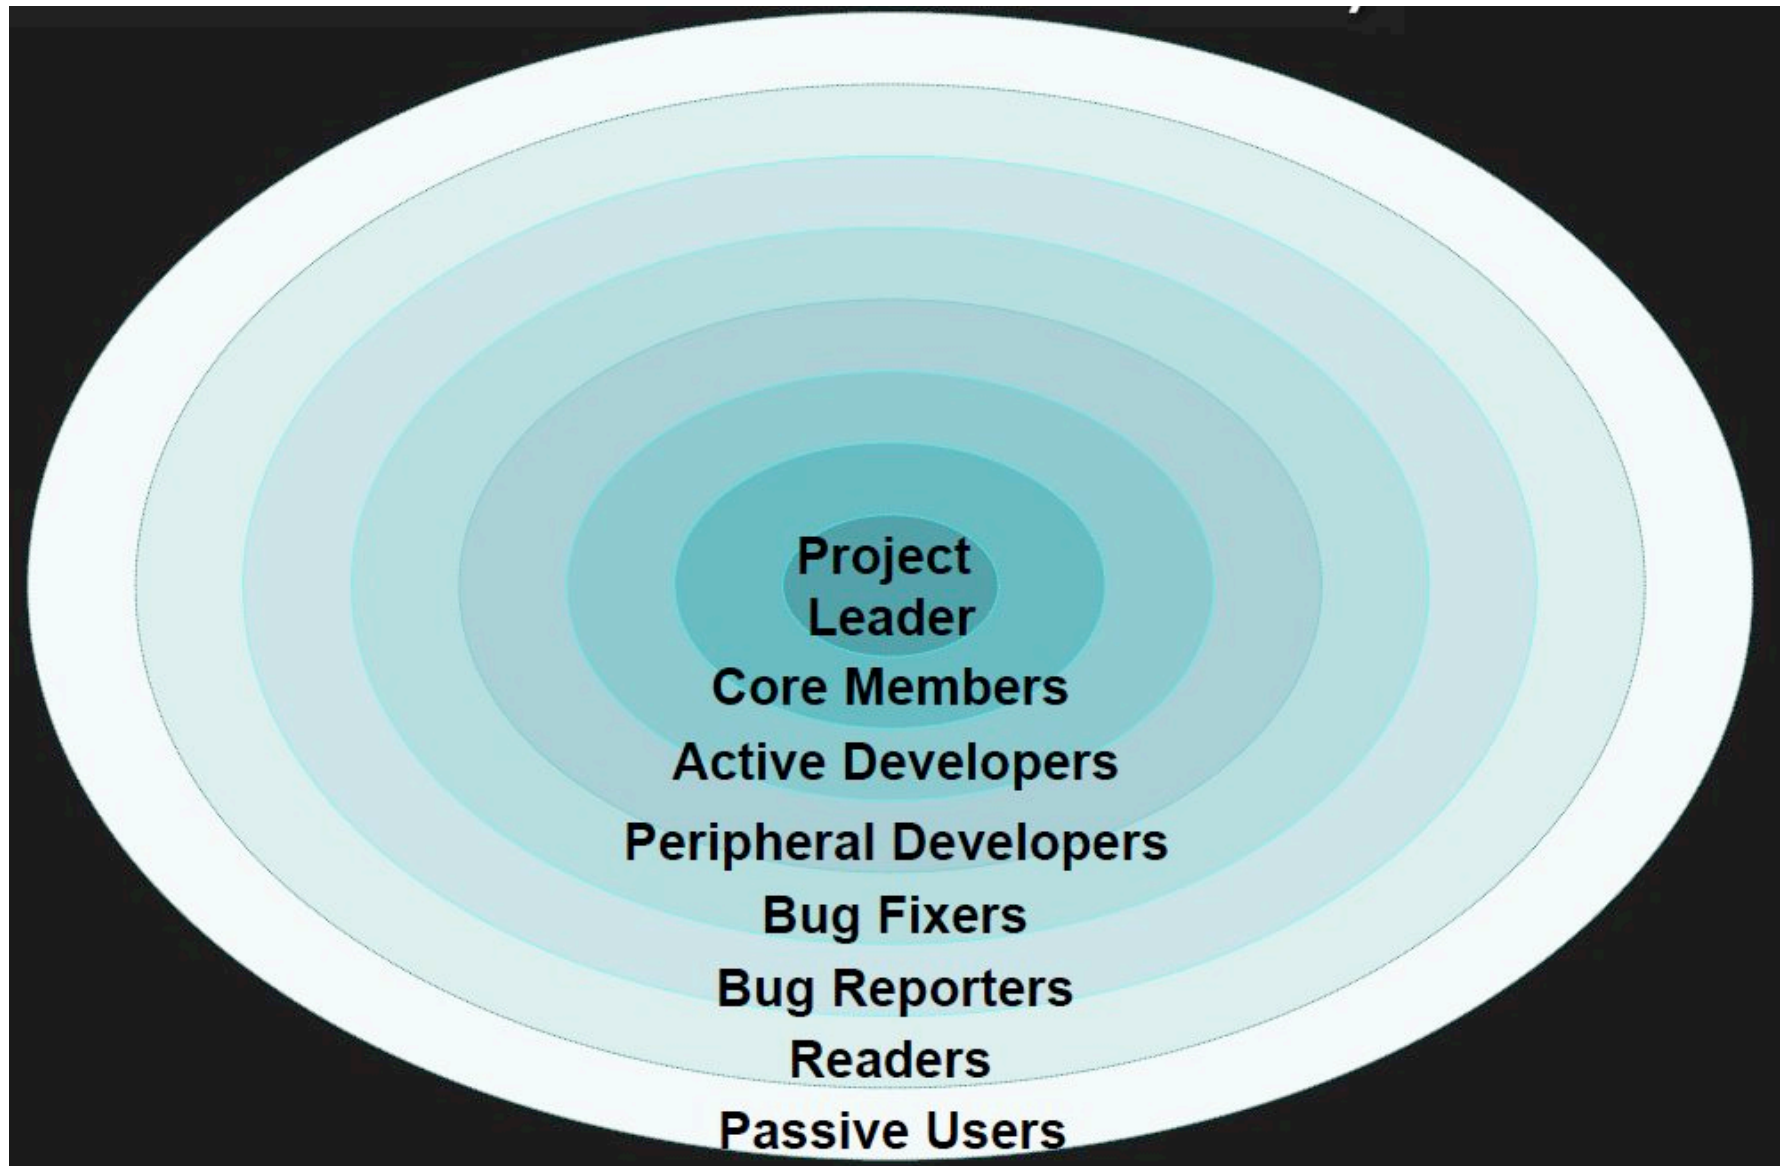 Project
Leader
Core Members
Active Developers
Peripheral Developers
Bug Fixers
Bug Reporters
Readers
Passive Users